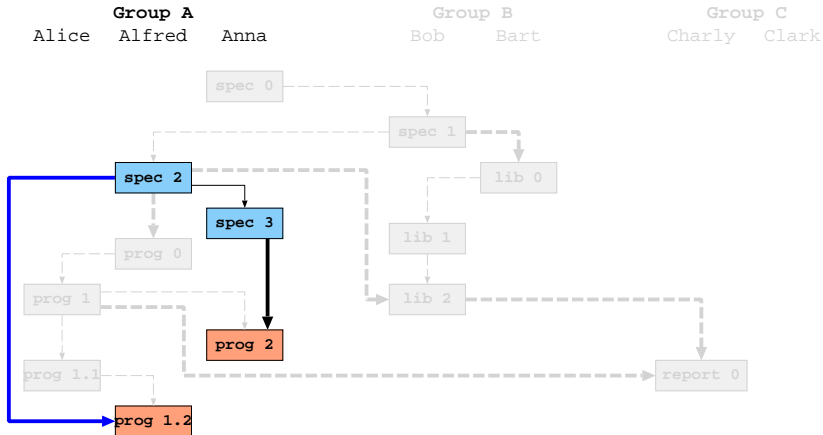 Group A Group B Group C
Alice Alfred Anna Bob Bart Charly Clark
spec 0
spec 1
spec 2 lib 0
spec 3
lib 1
prog 0
prog 1 lib 2
prog 2
prog 1.1 report 0
prog 1.2